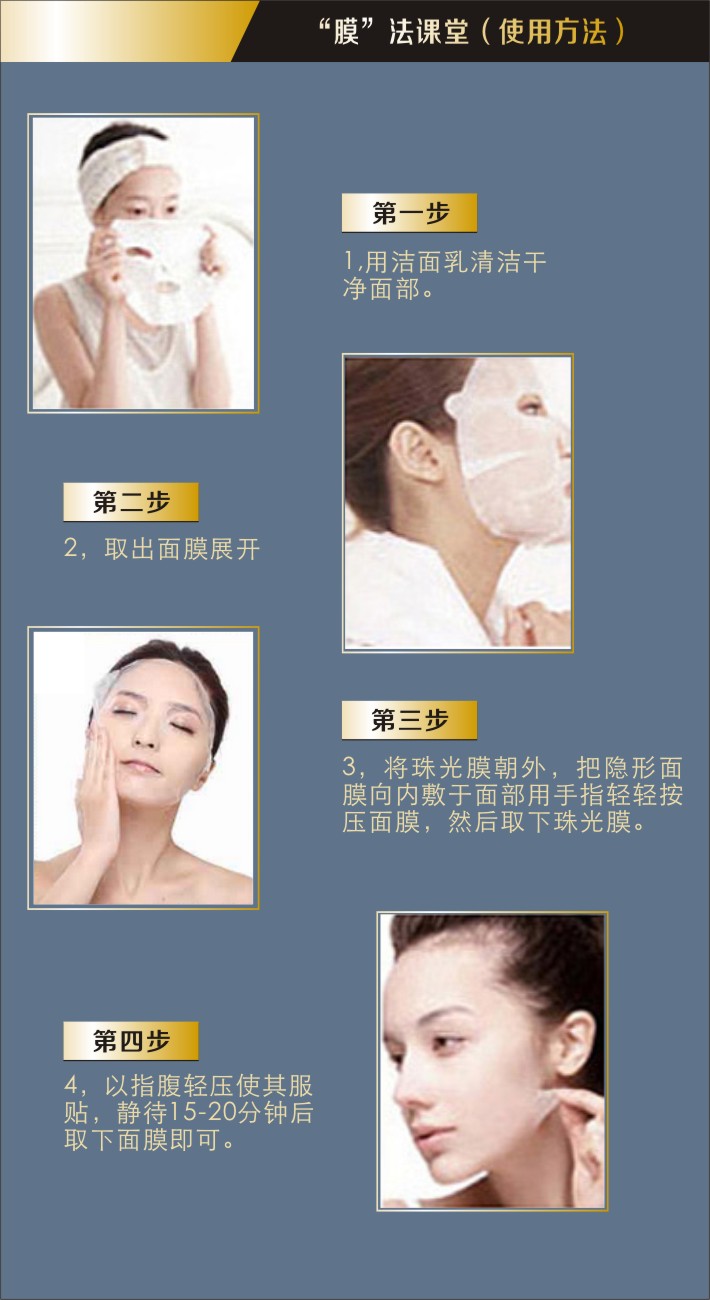 “膜”法课堂（使用方法）
第一步
1,用洁面乳清洁干
净面部。
第二步
2，取出面膜展开
第三步
3，将珠光膜朝外，把隐形面
膜向内敷于面部用手指轻轻按
压面膜，然后取下珠光膜。
第四步
4，以指腹轻压使其服
贴，静待15-20分钟后
取下面膜即可。